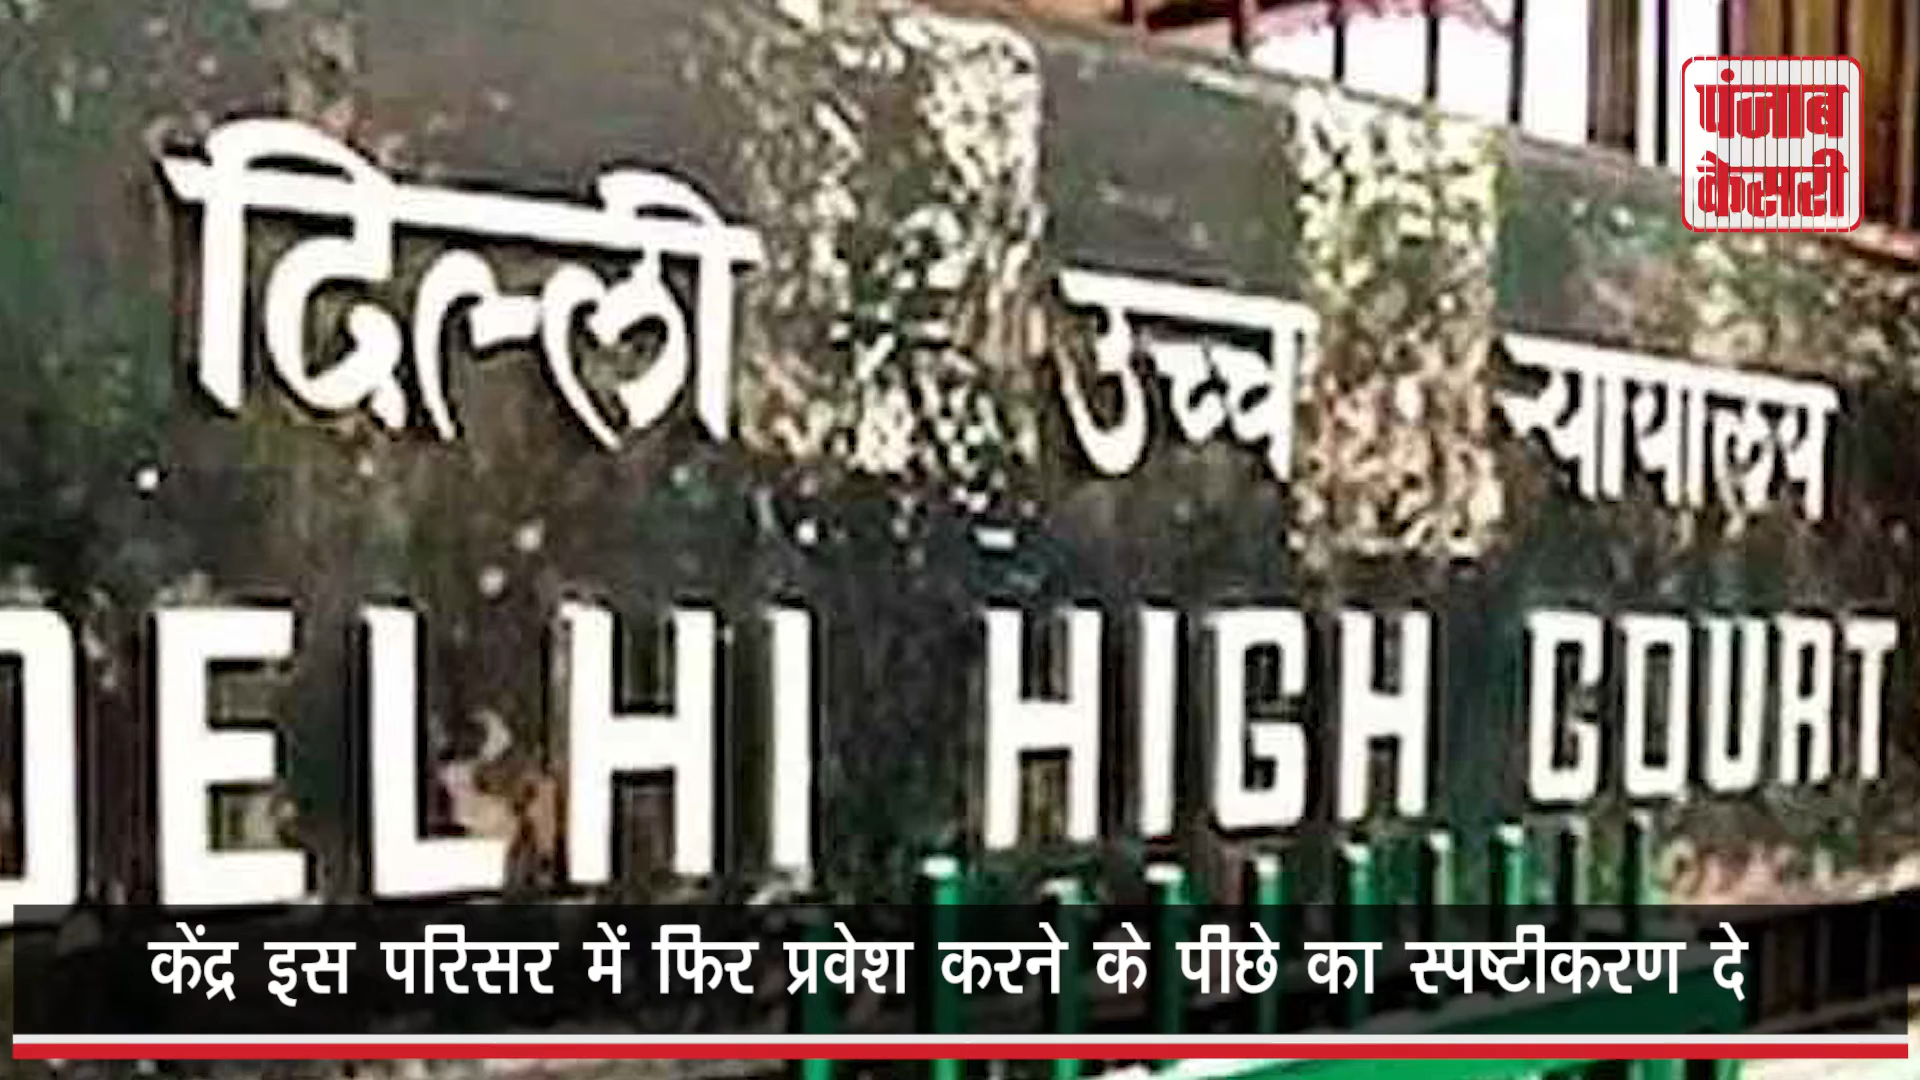 पंजाब
केसरी
दिल्ली उच्च न्यायालय
DELHI HIGH COURT
केंद्र इस परिसर में फिर प्रवेश करने के पीछे का स्पष्टीकरण दे